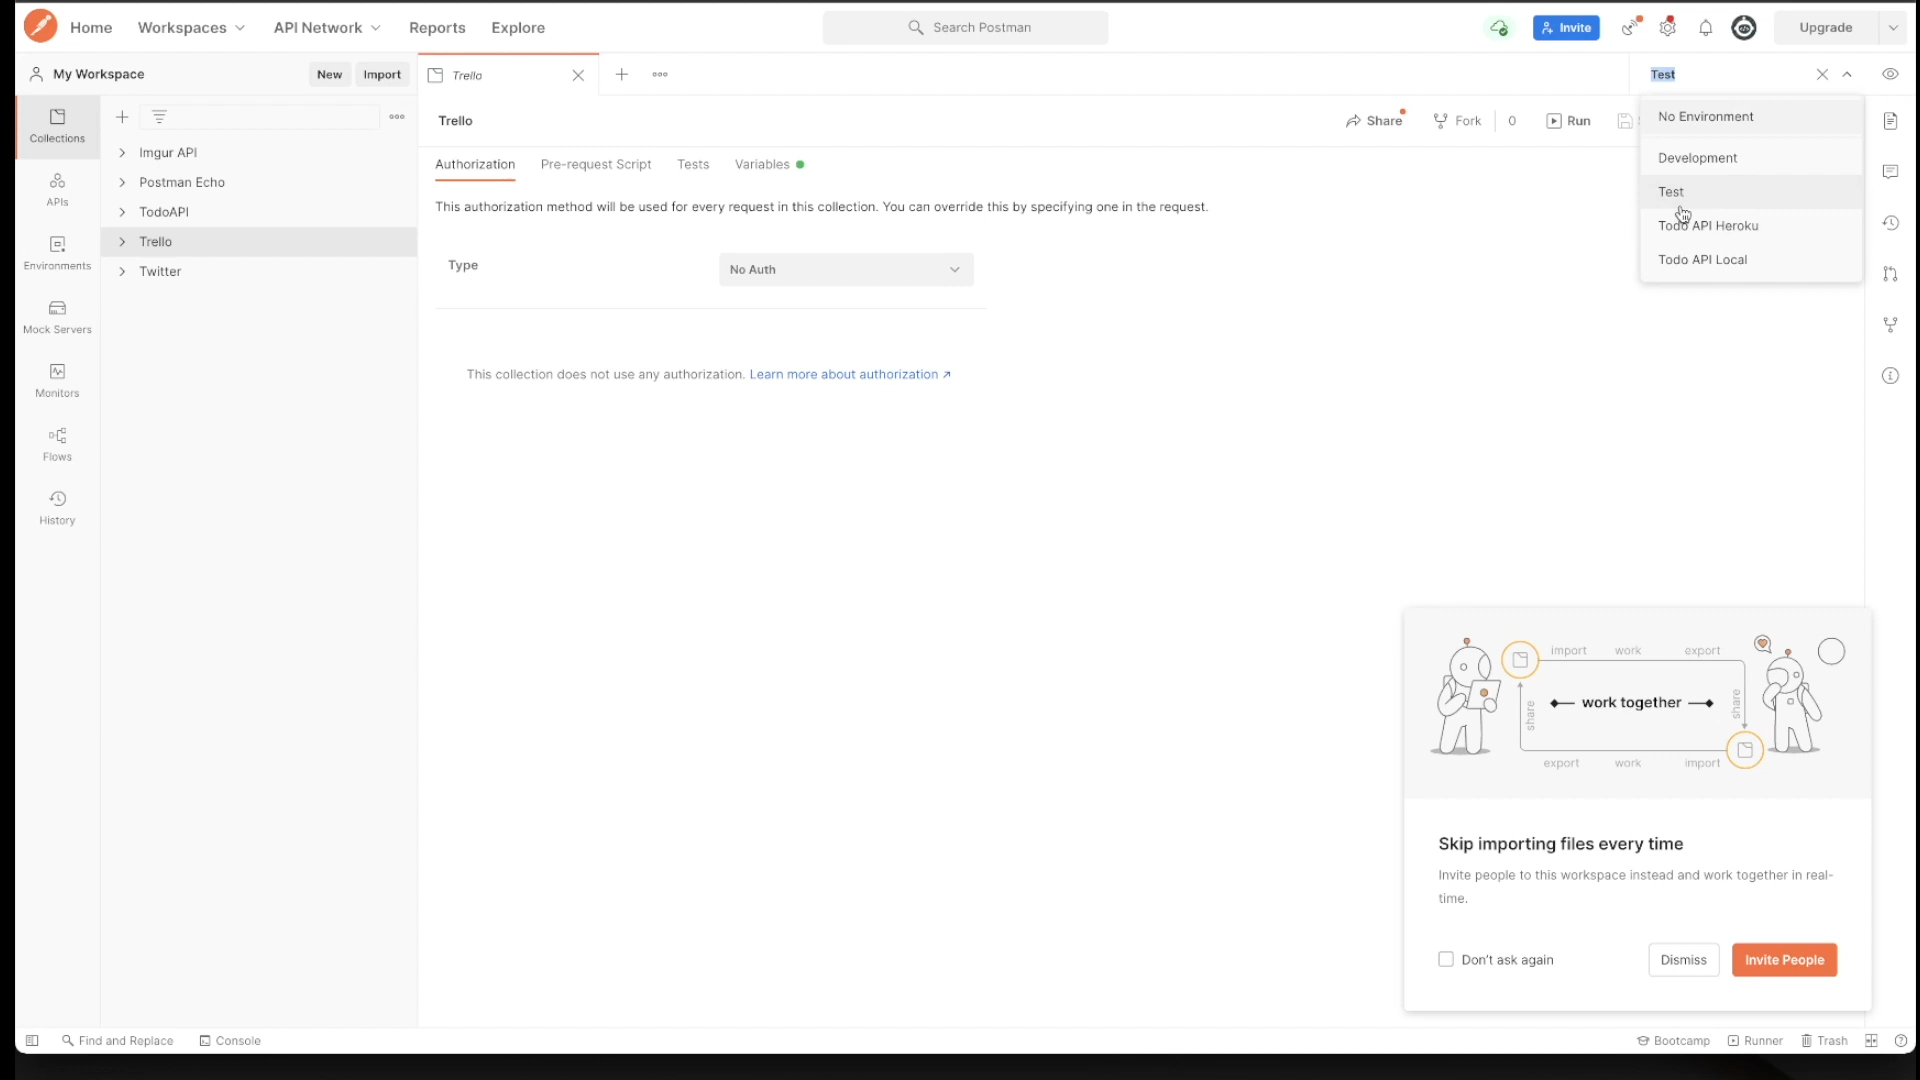 Home Workspaces API Network Reports Explore Search Postman Invite Upgrade
My Workspace New Import Trello Test
Collections
APIs
Environments
Mock Servers
Monitors
Flows
History
Imgur API
Postman Echo
TodoAPI
Trello
Twitter
Trello Share Fork 0 Run
Authorization Pre-request Script Tests Variables
This authorization method will be used for every request in this collection. You can override this by specifying one in the request.
Type No Auth
This collection does not use any authorization. Learn more about authorization ↗
No Environment
Development
Test
Todo API Heroku
Todo API Local
import work export
share work together share
export work import
Skip importing files every time
Invite people to this workspace instead and work together in real-
time.
Don't ask again Dismiss Invite People
Find and Replace Console Bootcamp Runner Trash